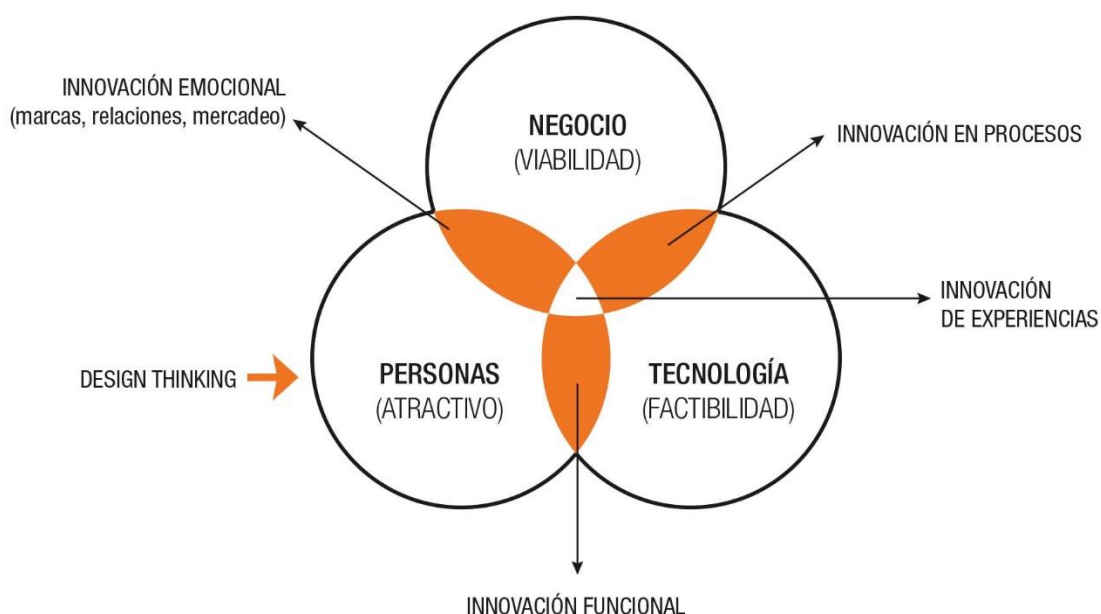 INNOVACIÓN EMOCIONAL
(marcas, relaciones, mercadeo)
NEGOCIO
(VIABILIDAD)
INNOVACIÓN EN PROCESOS
INNOVACIÓN
DE EXPERIENCIAS
DESIGN THINKING
PERSONAS
(ATRACTIVO)
TECNOLOGÍA
(FACTIBILIDAD)
INNOVACIÓN FUNCIONAL